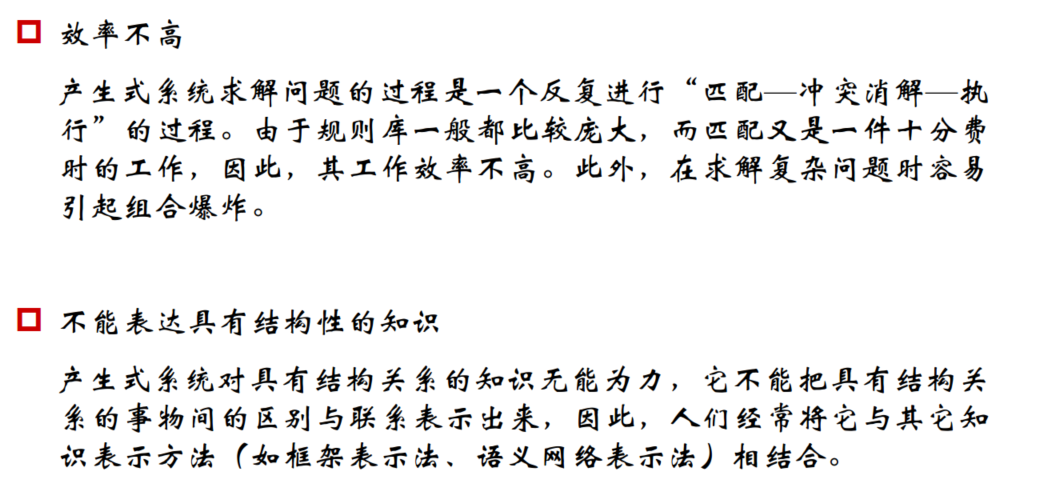 效率不高
产生式系统求解问题的过程是一个反复进行“匹配—冲突消解—执
行”的过程。由于规则库一般都比较庞大，而匹配又是一件十分费
时的工作，因此，其工作效率不高。此外，在求解复杂问题时容易
引起组合爆炸。
不能表达具有结构性的知识
产生式系统对具有结构关系的知识无能为力，它不能把具有结构关
系的事物间的区别与联系表示出来，因此，人们经常将它与其它知
识表示方法（如框架表示法、语义网络表示法）相结合。